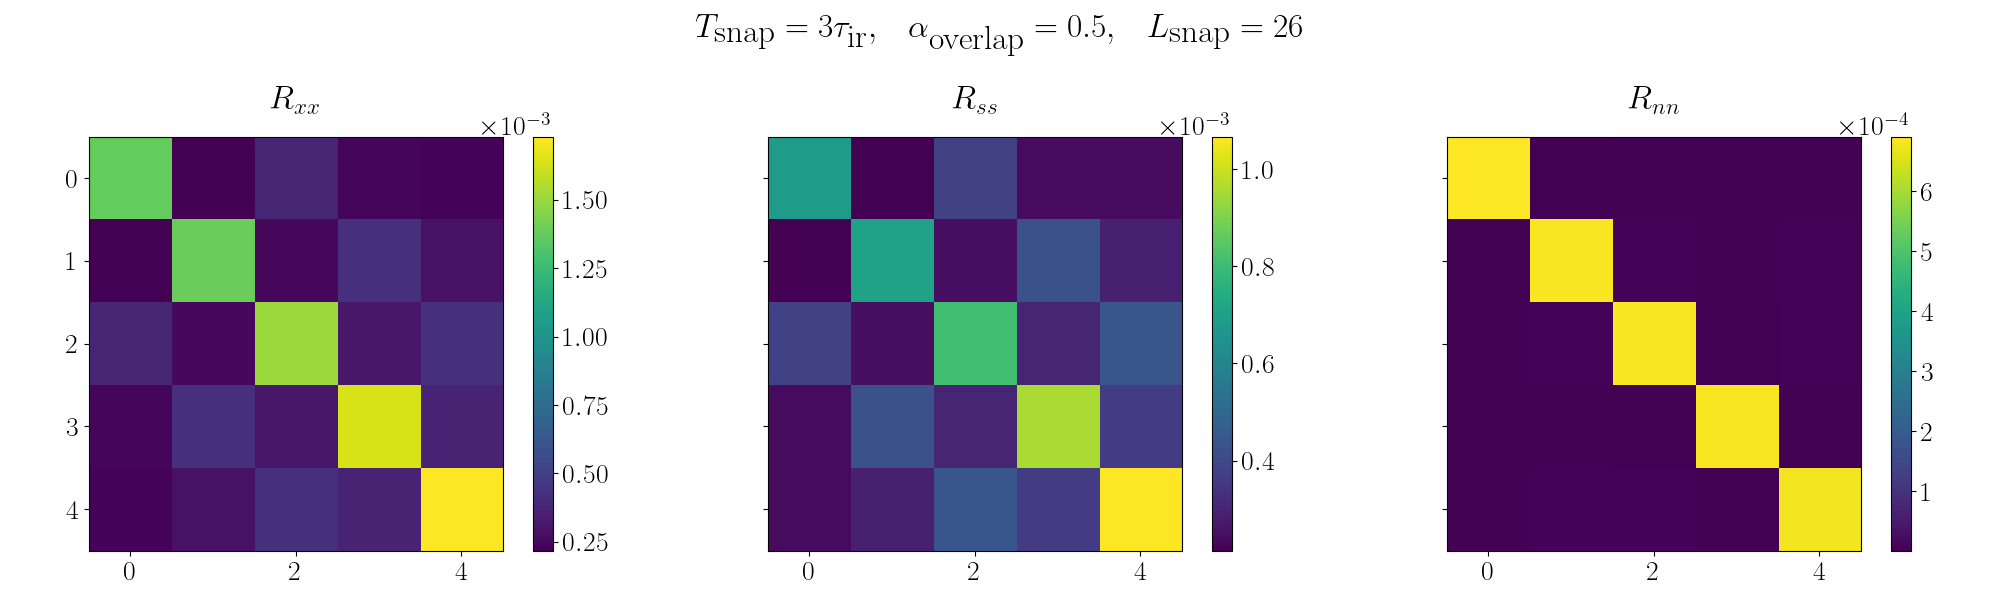 T_snap = 3τ_ir, α_overlap = 0.5, L_snap = 26
R_xx R_ss R_nn
×10⁻³ ×10⁻³ ×10⁻⁴
0 1 2 3 4
0 2 4
1.50 1.25 1.00 0.75 0.50 0.25
0 2 4
1.0 0.8 0.6 0.4
0 2 4
6 5 4 3 2 1